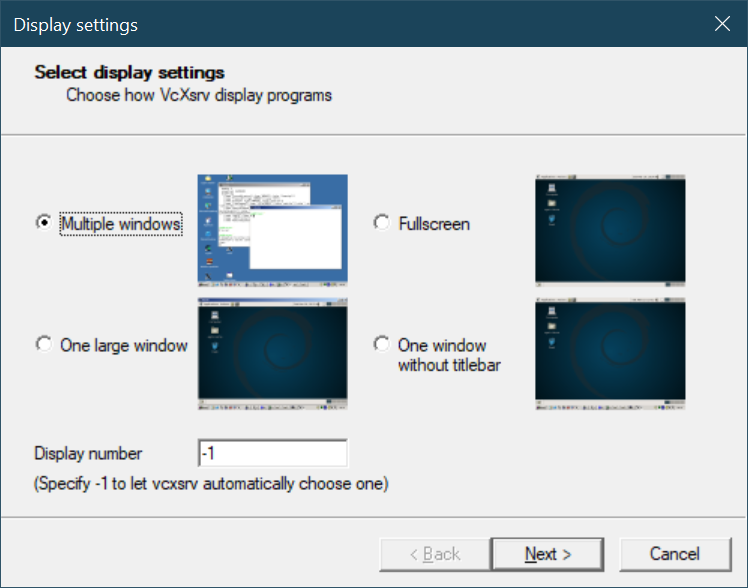 Display settings
Select display settings
Choose how VcXsrv display programs
Multiple windows
Fullscreen
One large window
One window
without titlebar
Display number
-1
(Specify -1 to let vcxsrv automatically choose one)
< Back
Next >
Cancel